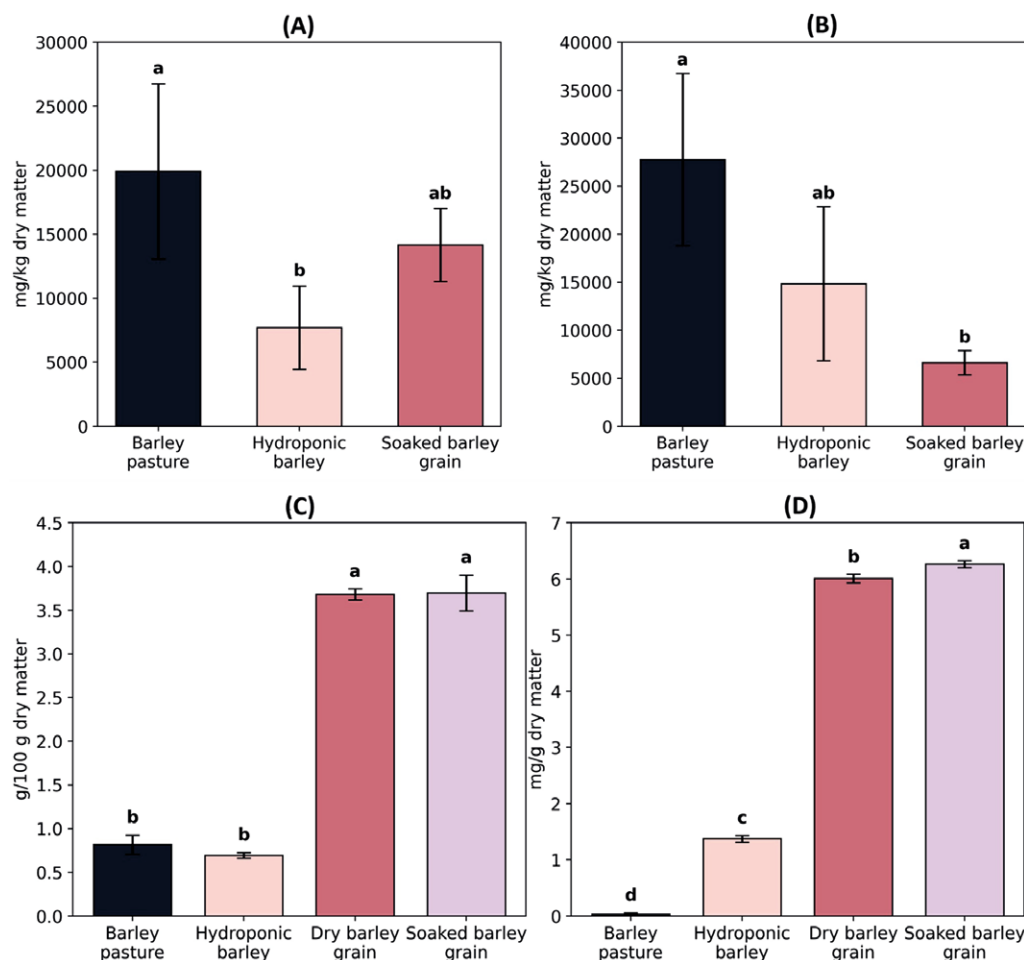 (A)
30000
25000
20000
15000
10000
5000
0
mg/kg dry matter
a
b
ab
Barley
pasture
Hydroponic
barley
Soaked barley
grain
(B)
40000
35000
30000
25000
20000
15000
10000
5000
0
mg/kg dry matter
a
ab
b
Barley
pasture
Hydroponic
barley
Soaked barley
grain
(C)
4.5
4.0
3.5
3.0
2.5
2.0
1.5
1.0
0.5
0.0
g/100 g dry matter
b
b
a
a
Barley
pasture
Hydroponic
barley
Dry barley
grain
Soaked barley
grain
(D)
7
6
5
4
3
2
1
0
mg/g dry matter
d
c
b
a
Barley
pasture
Hydroponic
barley
Dry barley
grain
Soaked barley
grain